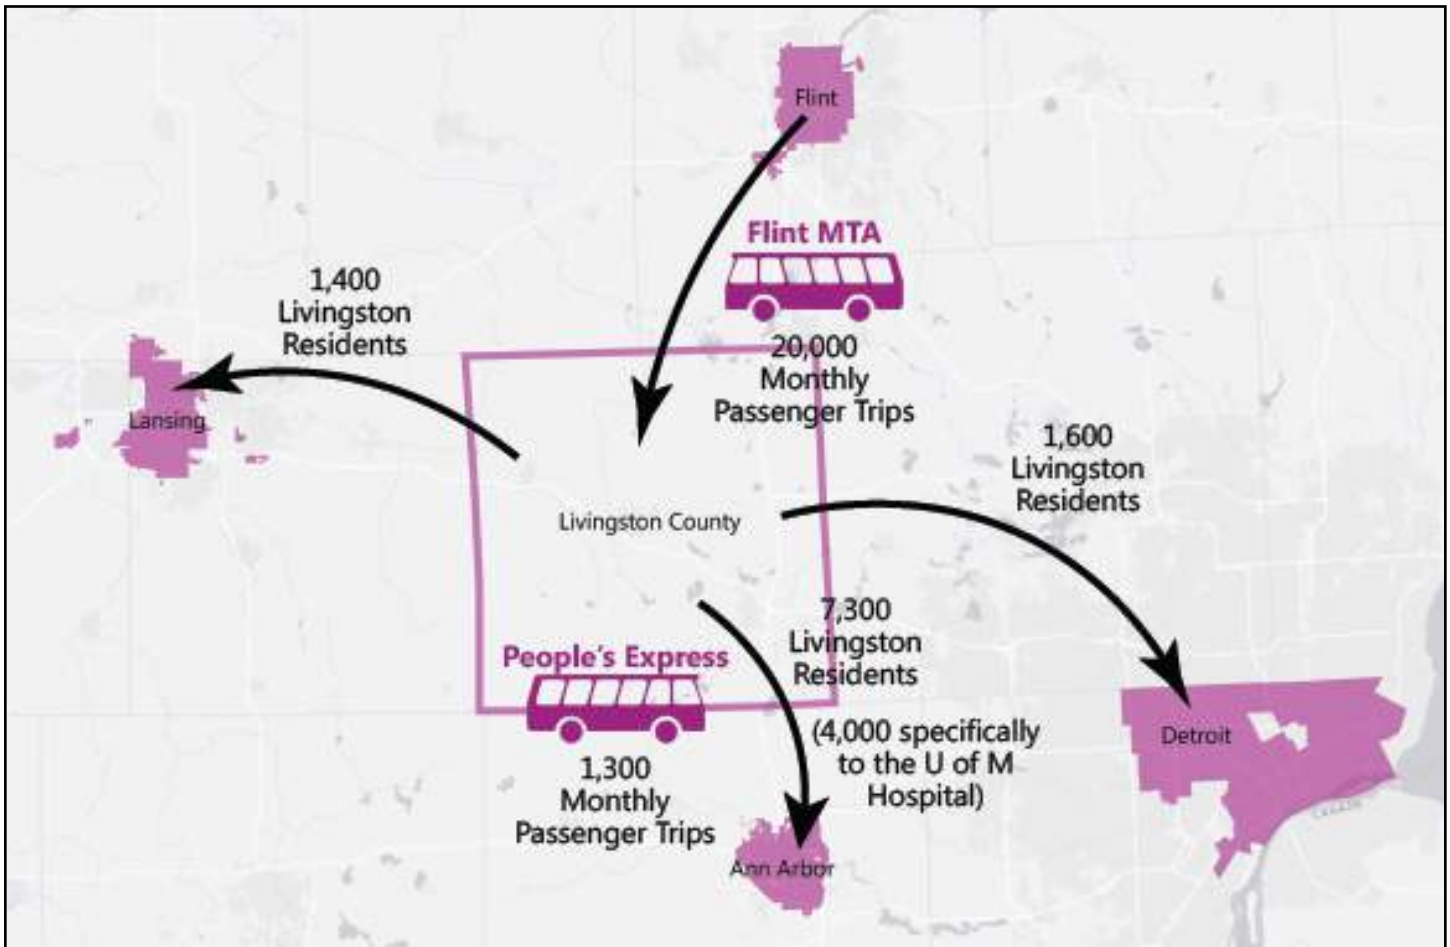 Flint
Flint MTA
20,000
Monthly
Passenger Trips
1,400
Livingston
Residents
Lansing
1,600
Livingston
Residents
Livingston County
7,300
Livingston
Residents
(4,000 specifically
to the U of M
Hospital)
People's Express
1,300
Monthly
Passenger Trips
Detroit
CANADA
Ann Arbor